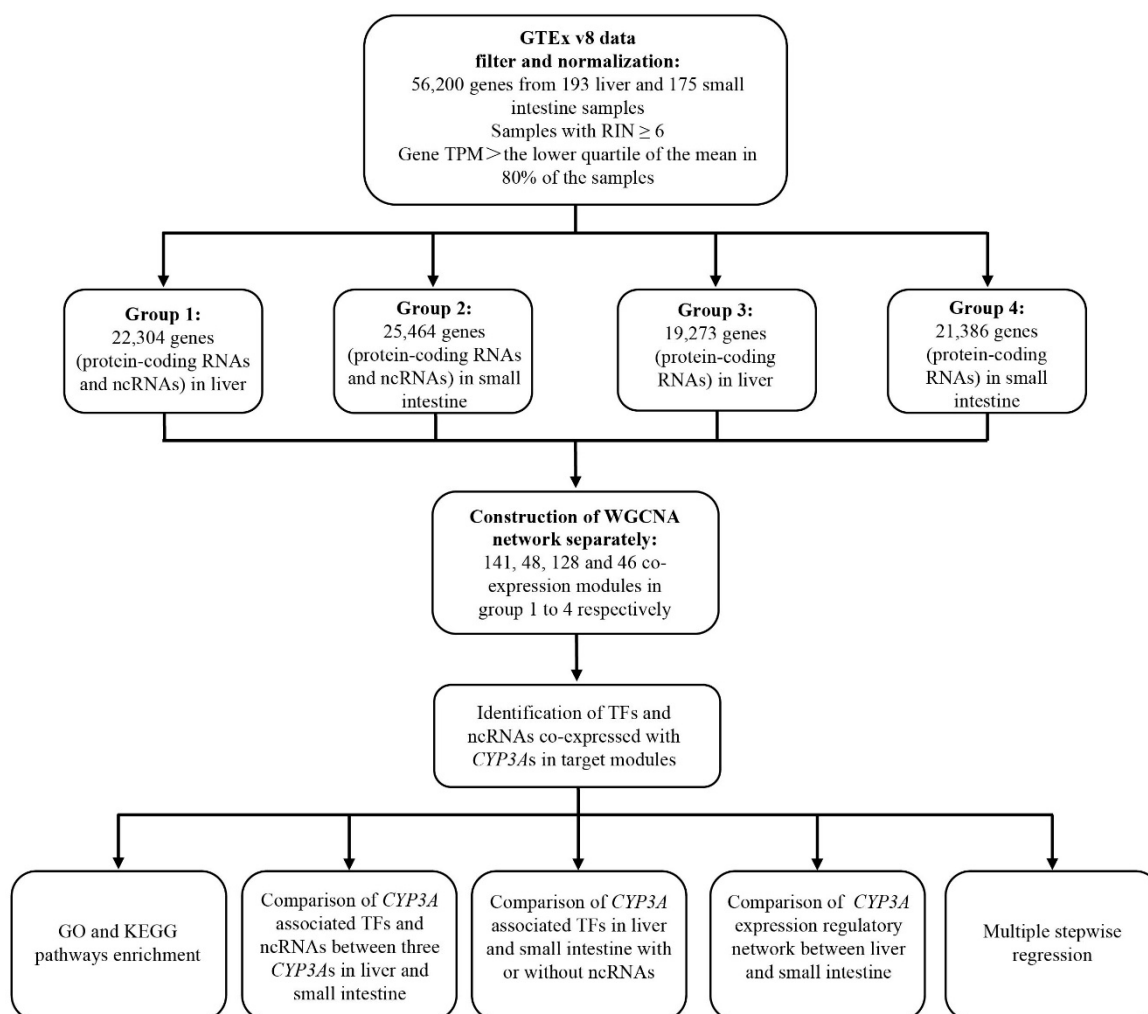 GTEx v8 data
filter and normalization:
56,200 genes from 193 liver and 175 small
intestine samples
Samples with RIN ≥ 6
Gene TPM＞the lower quartile of the mean in
80% of the samples
Group 1:
22,304 genes
(protein-coding RNAs
and ncRNAs) in liver
Group 2:
25,464 genes
(protein-coding RNAs
and ncRNAs) in small
intestine
Group 3:
19,273 genes
(protein-coding
RNAs) in liver
Group 4:
21,386 genes
(protein-coding
RNAs) in small
intestine
Construction of WGCNA
network separately:
141, 48, 128 and 46 co-
expression modules in
group 1 to 4 respectively
Identification of TFs and
ncRNAs co-expressed with
CYP3As in target modules
GO and KEGG
pathways enrichment
Comparison of CYP3A
associated TFs and
ncRNAs between three
CYP3As in liver and
small intestine
Comparison of CYP3A
associated TFs in liver
and small intestine with
or without ncRNAs
Comparison of CYP3A
expression regulatory
network between liver
and small intestine
Multiple stepwise
regression